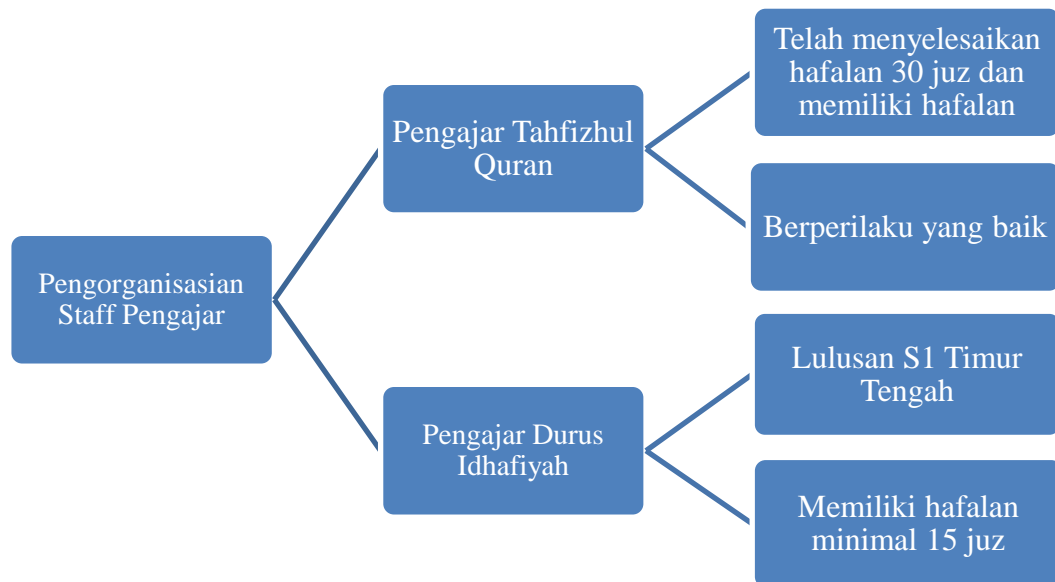 Pengorganisasian
Staff Pengajar
Pengajar Tahfizhul
Quran
Telah menyelesaikan
hafalan 30 juz dan
memiliki hafalan
Berperilaku yang baik
Pengajar Durus
Idhafiyah
Lulusan S1 Timur
Tengah
Memiliki hafalan
minimal 15 juz